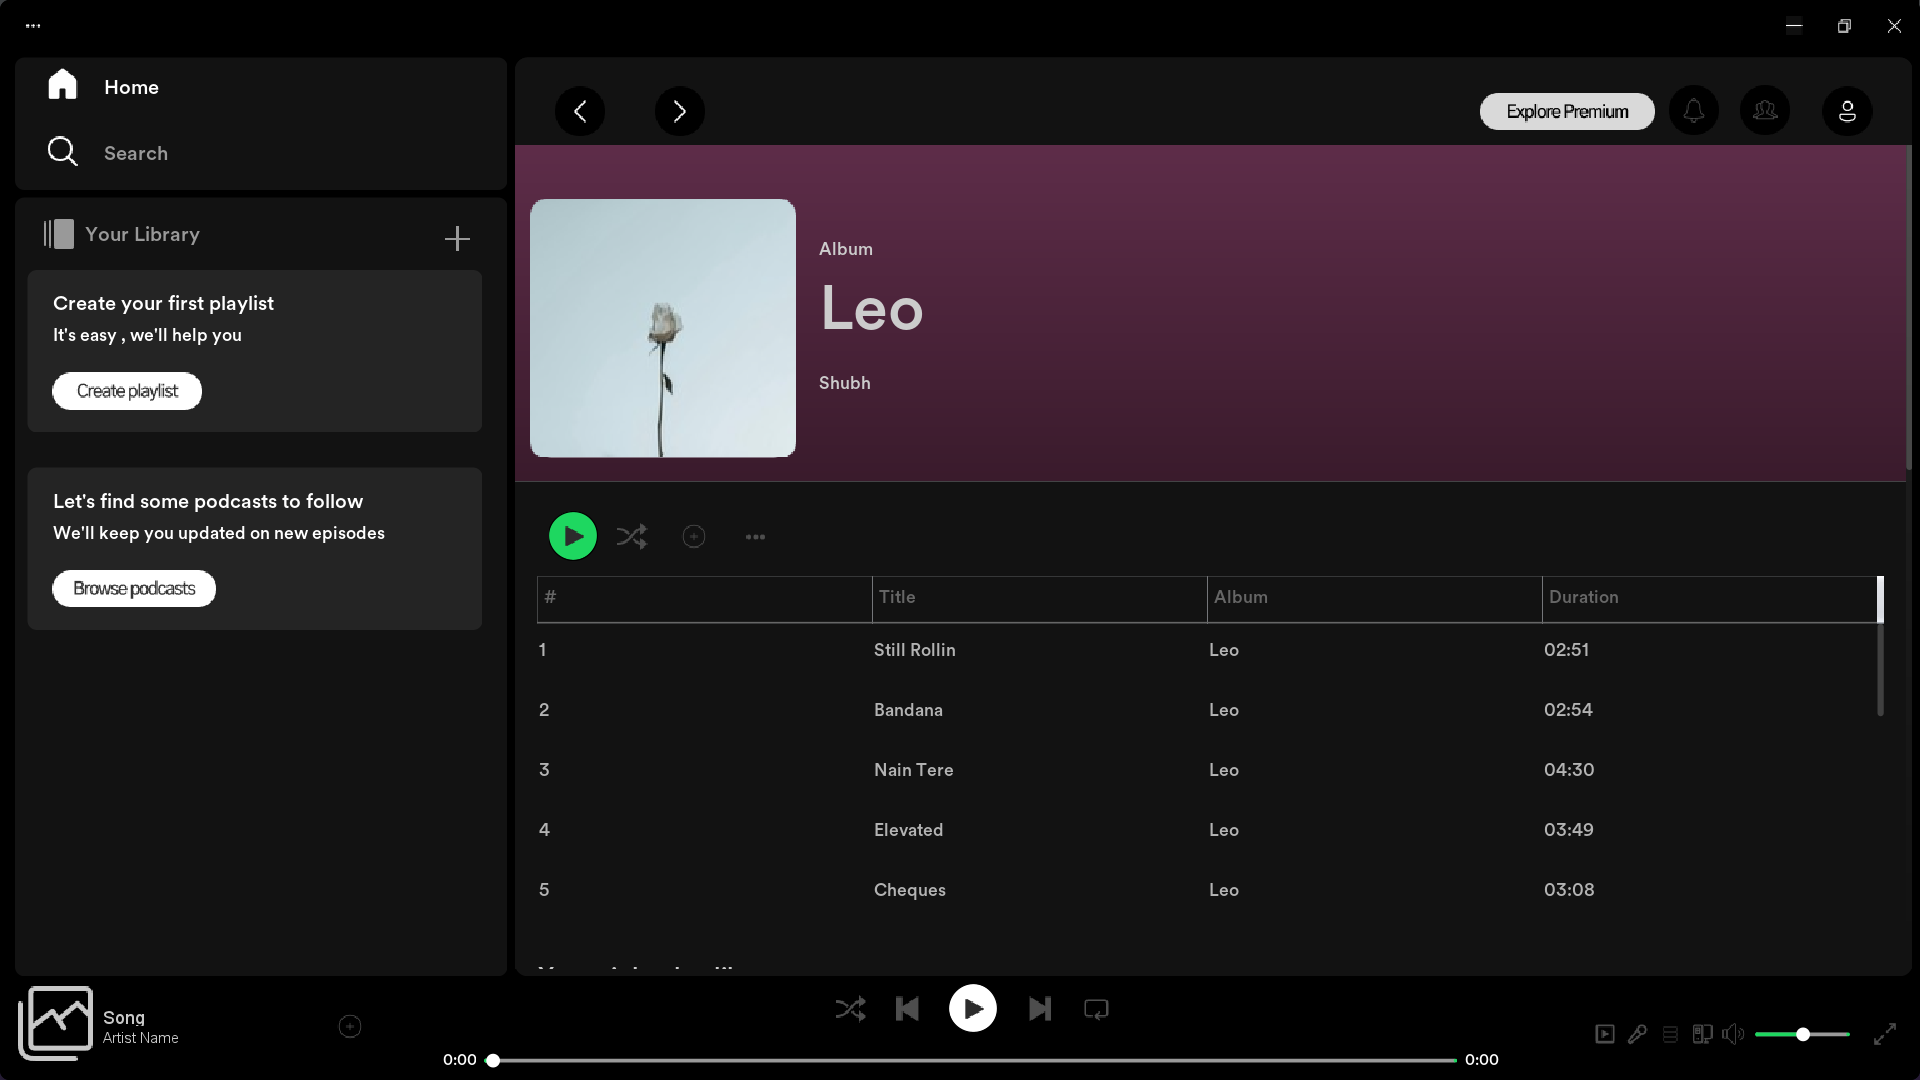 Home
Search
Your Library
Create your first playlist
It's easy , we'll help you
Create playlist
Let's find some podcasts to follow
We'll keep you updated on new episodes
Browse podcasts
Explore Premium
Album
Leo
Shubh
# Title Album Duration
1 Still Rollin Leo 02:51
2 Bandana Leo 02:54
3 Nain Tere Leo 04:30
4 Elevated Leo 03:49
5 Cheques Leo 03:08
Song
Artist Name
0:00 0:00